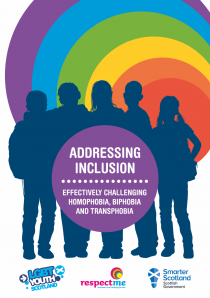 ADDRESSING
INCLUSION
EFFECTIVELY CHALLENGING
HOMOPHOBIA, BIPHOBIA
AND TRANSPHOBIA
LGBT
YOUTH
SCOTLAND
respectme
Smarter
Scotland
Scottish
Government